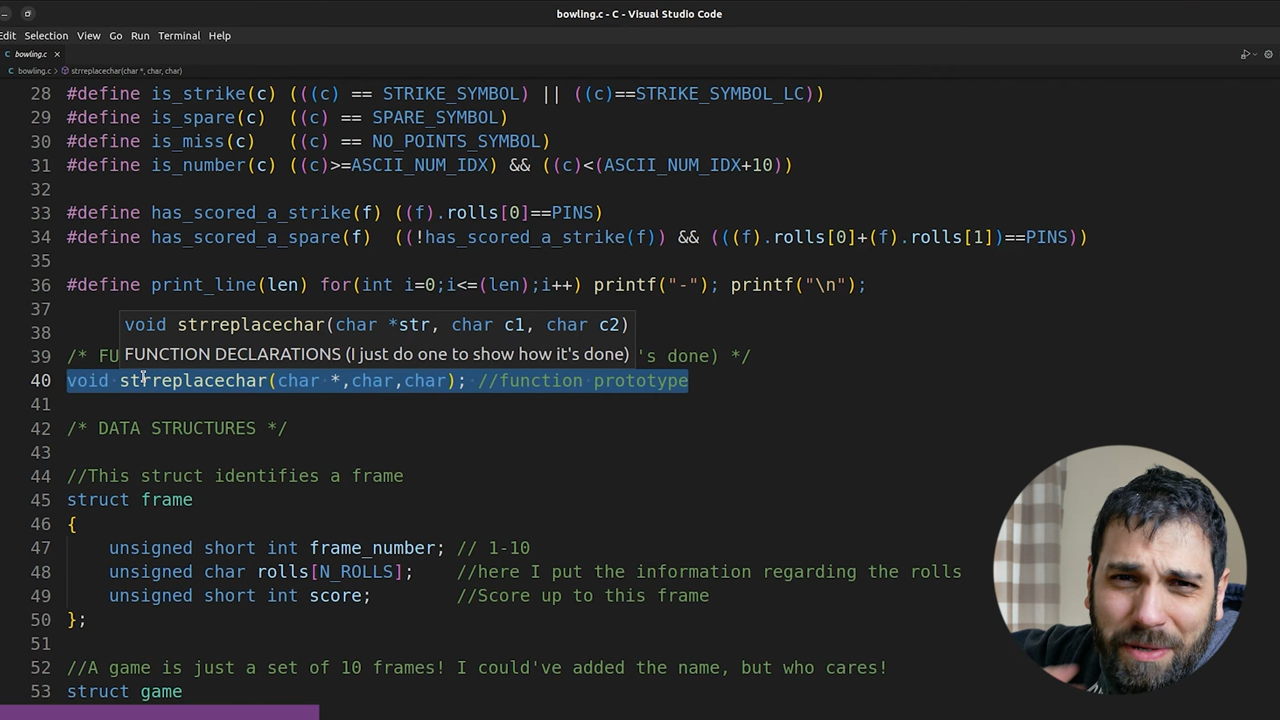 bowling.c - C - Visual Studio Code
Edit Selection View Go Run Terminal Help
C bowling.c ×
C bowling.c > strreplacechar(char *, char, char)
28 #define is_strike(c) (((c) == STRIKE_SYMBOL) || ((c)==STRIKE_SYMBOL_LC))
29 #define is_spare(c)  ((c) == SPARE_SYMBOL)
30 #define is_miss(c)   ((c) == NO_POINTS_SYMBOL)
31 #define is_number(c) ((c)>=ASCII_NUM_IDX) && ((c)<(ASCII_NUM_IDX+10))
32
33 #define has_scored_a_strike(f) ((f).rolls[0]==PINS)
34 #define has_scored_a_spare(f)  ((!has_scored_a_strike(f)) && (((f).rolls[0]+(f).rolls[1])==PINS))
35
36 #define print_line(len) for(int i=0;i<=(len);i++) printf("-"); printf("\n");
37
void strreplacechar(char *str, char c1, char c2)
38
FUNCTION DECLARATIONS (I just do one to show how it's done)
39 /* FU 's done) */
40 void strreplacechar(char *,char,char); //function prototype
41
42 /* DATA STRUCTURES */
43
44 //This struct identifies a frame
45 struct frame
46 {
47     unsigned short int frame_number; // 1-10
48     unsigned char rolls[N_ROLLS];    //here I put the information regarding the rolls
49     unsigned short int score;        //Score up to this frame
50 };
51
52 //A game is just a set of 10 frames! I could've added the name, but who cares!
53 struct game